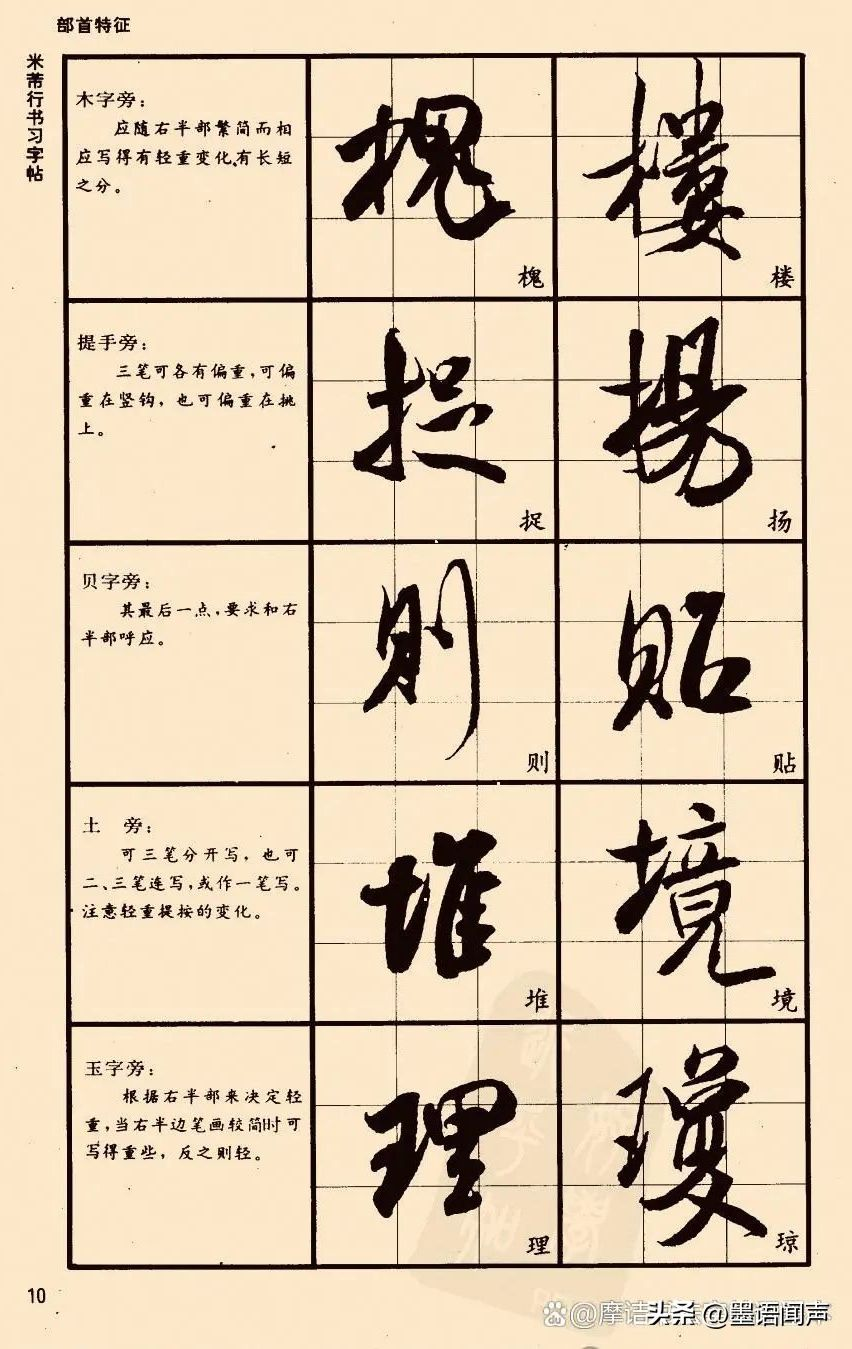 部首特征
米芾行书习字帖
木字旁：
应随右半部繁简而相
应写得有轻重变化、有长短
之分。
槐
楼
提手旁：
三笔可各有偏重，可偏
重在竖钩，也可偏重在挑
上。
捉
扬
贝字旁：
其最后一点，要求和右
半部呼应。
则
贴
土　旁：
可三笔分开写，也可
二、三笔连写，或作一笔写。
注意轻重提按的变化。
堆
境
玉字旁：
根据右半部来决定轻
重，当右半边笔画较简时可
写得重些，反之则轻。
理
琼
10
头条 @墨语闻声